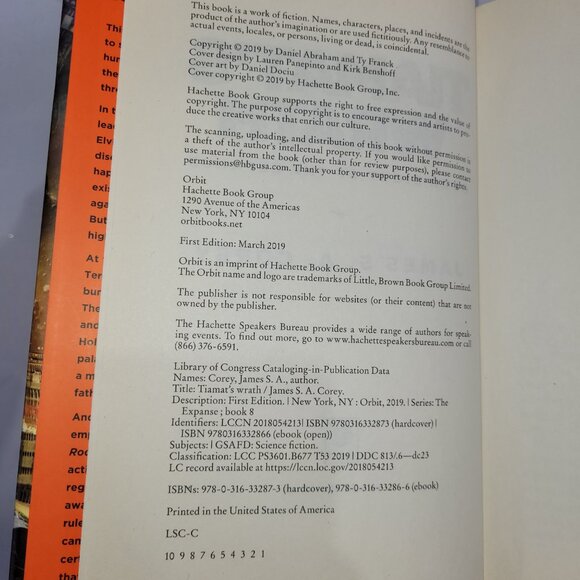 This book is a work of fiction. Names, characters, places, and incidents are the
product of the author's imagination or are used fictitiously. Any resemblance to
actual events, locales, or persons, living or dead, is coincidental.
Copyright © 2019 by Daniel Abraham and Ty Franck
Cover design by Lauren Panepinto and Kirk Benshoff
Cover art by Daniel Dociu
Cover copyright © 2019 by Hachette Book Group, Inc.
Hachette Book Group supports the right to free expression and the value of
copyright. The purpose of copyright is to encourage writers and artists to pro-
duce the creative works that enrich our culture.
The scanning, uploading, and distribution of this book without permission is
a theft of the author's intellectual property. If you would like permission to
use material from the book (other than for review purposes), please contact
permissions@hbgusa.com. Thank you for your support of the author's rights.
Orbit
Hachette Book Group
1290 Avenue of the Americas
New York, NY 10104
orbitbooks.net
First Edition: March 2019
Orbit is an imprint of Hachette Book Group.
The Orbit name and logo are trademarks of Little, Brown Book Group Limited.
The publisher is not responsible for websites (or their content) that are not
owned by the publisher.
The Hachette Speakers Bureau provides a wide range of authors for speak-
ing events. To find out more, go to www.hachettespeakersbureau.com or call
(866) 376-6591.
Library of Congress Cataloging-in-Publication Data
Names: Corey, James S. A., author.
Title: Tiamat's wrath / James S. A. Corey.
Description: First Edition. | New York, NY : Orbit, 2019. | Series: The
Expanse ; book 8
Identifiers: LCCN 2018054213| ISBN 9780316332873 (hardcover) |
ISBN 9780316332866 (ebook (open))
Subjects: | GSAFD: Science fiction.
Classification: LCC PS3601.B677 T53 2019 | DDC 813/.6—dc23
LC record available at https://lccn.loc.gov/2018054213
ISBNs: 978-0-316-33287-3 (hardcover), 978-0-316-33286-6 (ebook)
Printed in the United States of America
LSC-C
10 9 8 7 6 5 4 3 2 1